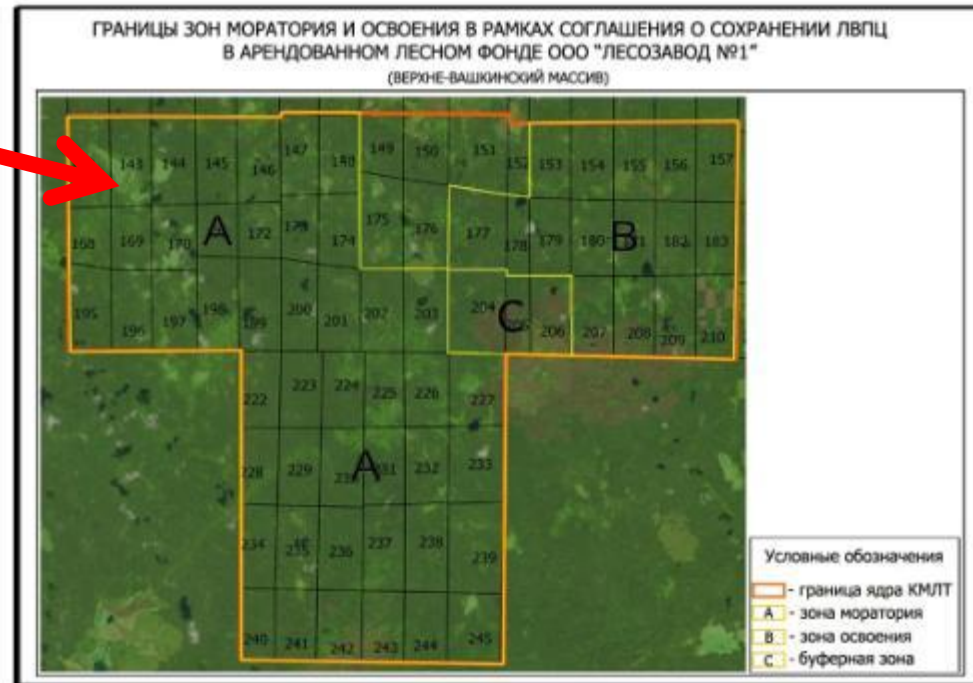 ГРАНИЦЫ ЗОН МОРАТОРИЯ И ОСВОЕНИЯ В РАМКАХ СОГЛАШЕНИЯ О СОХРАНЕНИИ ЛВПЦ
В АРЕНДОВАННОМ ЛЕСНОМ ФОНДЕ ООО "ЛЕСОЗАВОД №1"
(ВЕРХНЕ-ВАШКИНСКИЙ МАССИВ)
143 144 145 146 147 148 149 150 151 152 153 154 155 156 157
168 169 170 A 172 173 174 175 176 177 178 179 180 B 182 183
195 196 197 198 199 200 201 202 203 204 C 206 207 208 209 210
222 223 224 225 226 227
228 229 A 231 232 233
234 235 236 237 238 239
240 241 242 243 244 245
Условные обозначения
- граница ядра КМЛТ
A - зона моратория
B - зона освоения
C - буферная зона